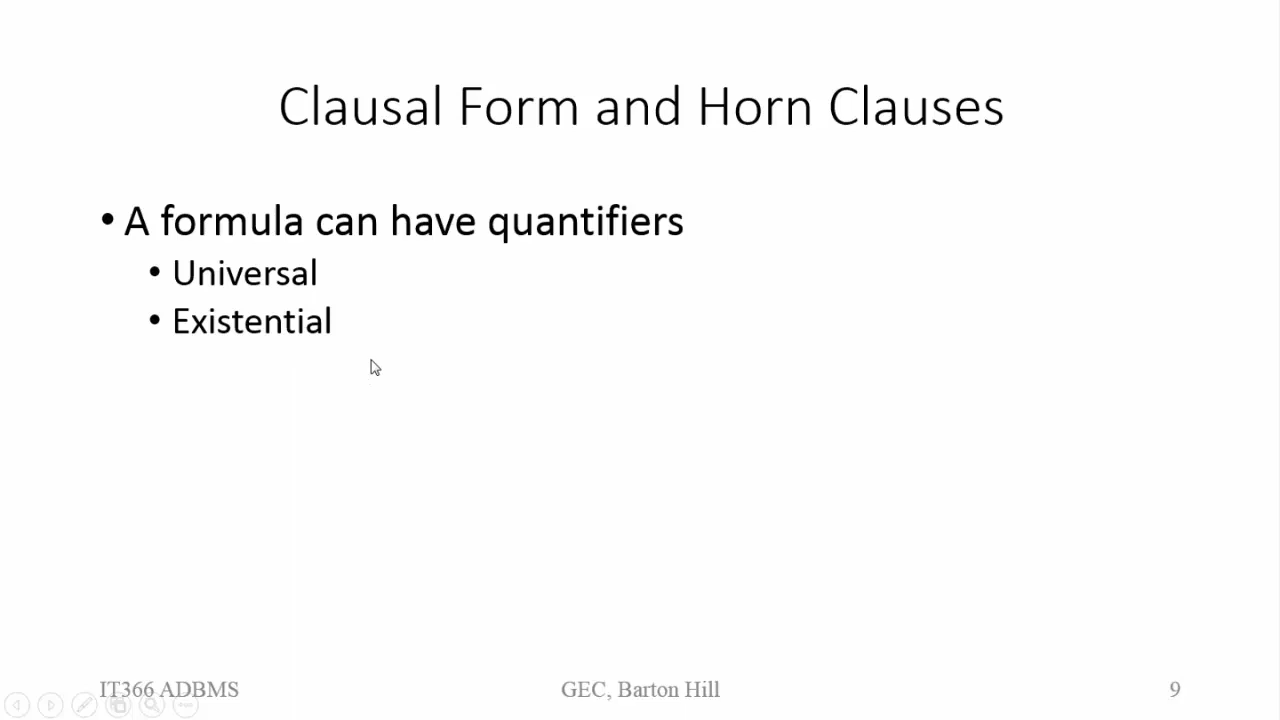 Clausal Form and Horn Clauses
• A formula can have quantifiers
• Universal
• Existential
IT366 ADBMS
GEC, Barton Hill
9